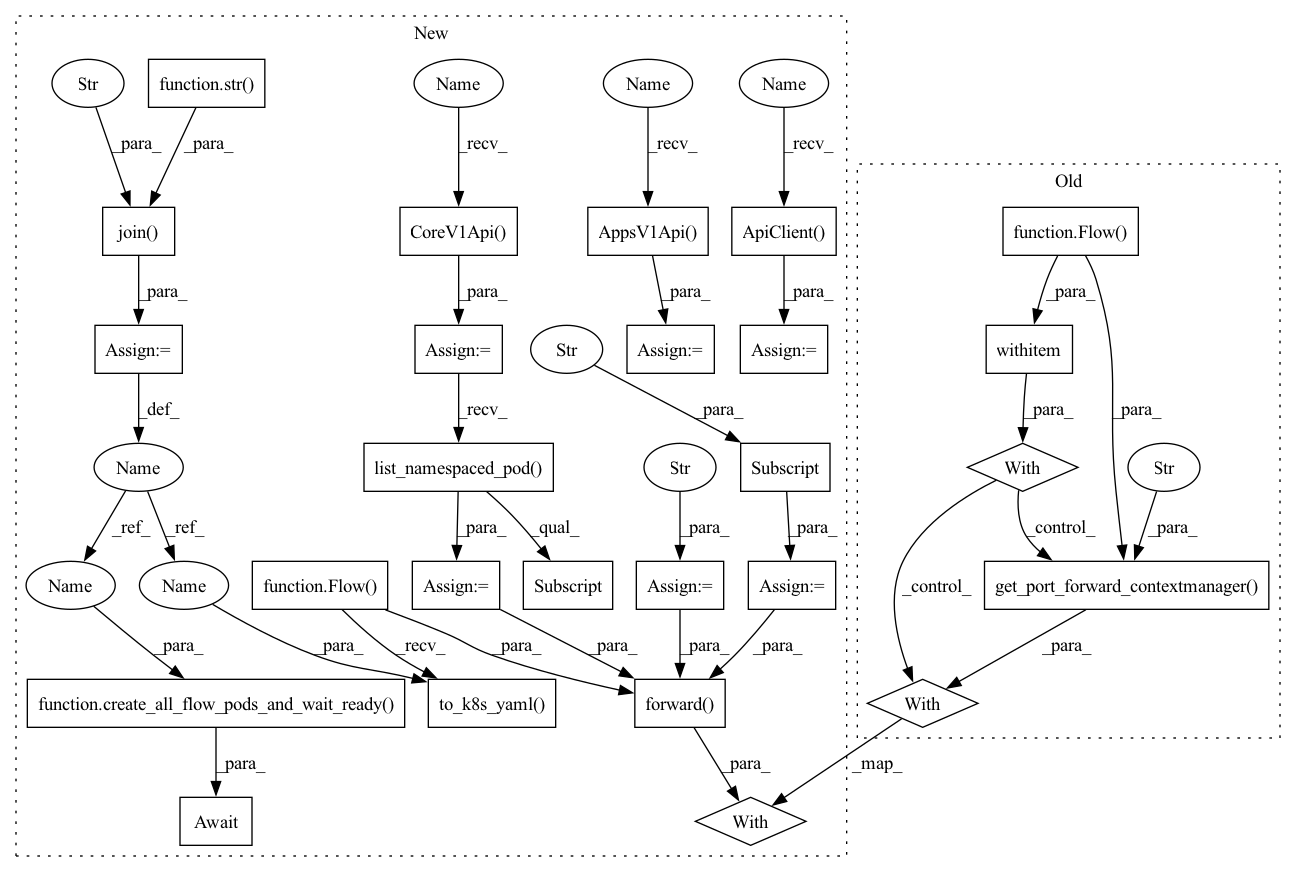 New
Str
function.str()
Name
Name
Name
_para_
_para_
_recv_
_recv_
_recv_
Old
join()
CoreV1Api()
AppsV1Api()
ApiClient()
function.Flow()
_para_
_para_
_para_
_para_
_para_
Assign:=
Assign:=
Str
Assign:=
Assign:=
withitem
_def_
_recv_
_para_
_para_
_para_
Name
list_namespaced_pod()
Str
Subscript
With
Str
_ref_
_ref_
_para_
_qual_
_para_
_para_
_control_
_para_
Name
Name
function.Flow()
Assign:=
Subscript
Assign:=
Assign:=
get_port_forward_contextmanager()
_control_
_para_
_para_
_recv_
_para_
_para_
_para_
_para_
_para_
function.create_all_flow_pods_and_wait_ready()
to_k8s_yaml()
forward()
With
_para_
_para_
_map_
Await
With